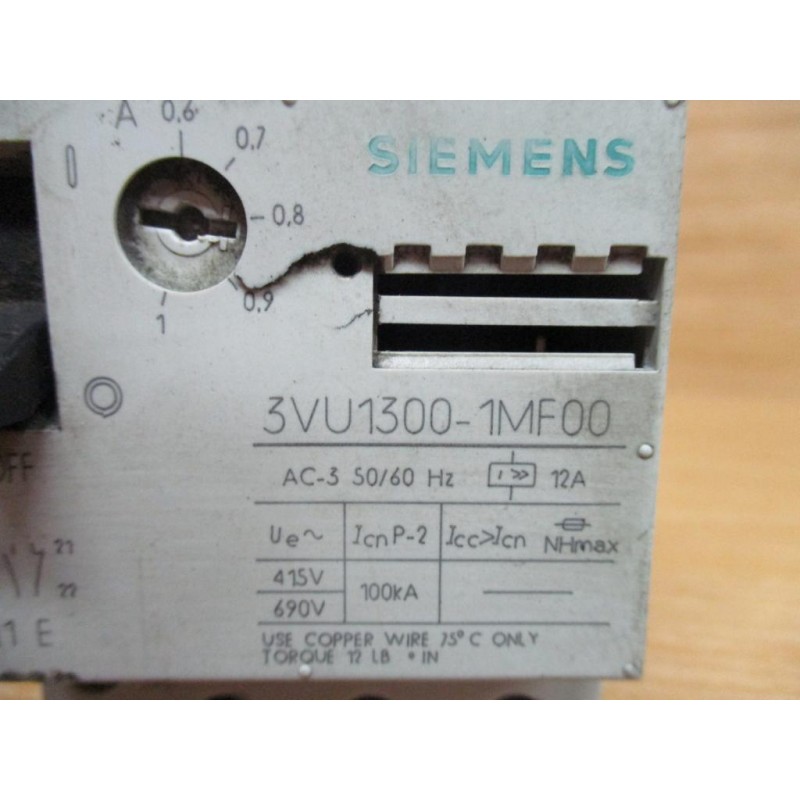 A 0,6
0,7
SIEMENS
0,8
0,9
1
3VU1300-1MF00
AC-3 50/60 Hz I >> 12A
Ue~ IcnP-2 Icc>Icn NHmax
415V
100kA
690V
USE COPPER WIRE 75°C ONLY
TORQUE 12 LB • IN
21
22
E